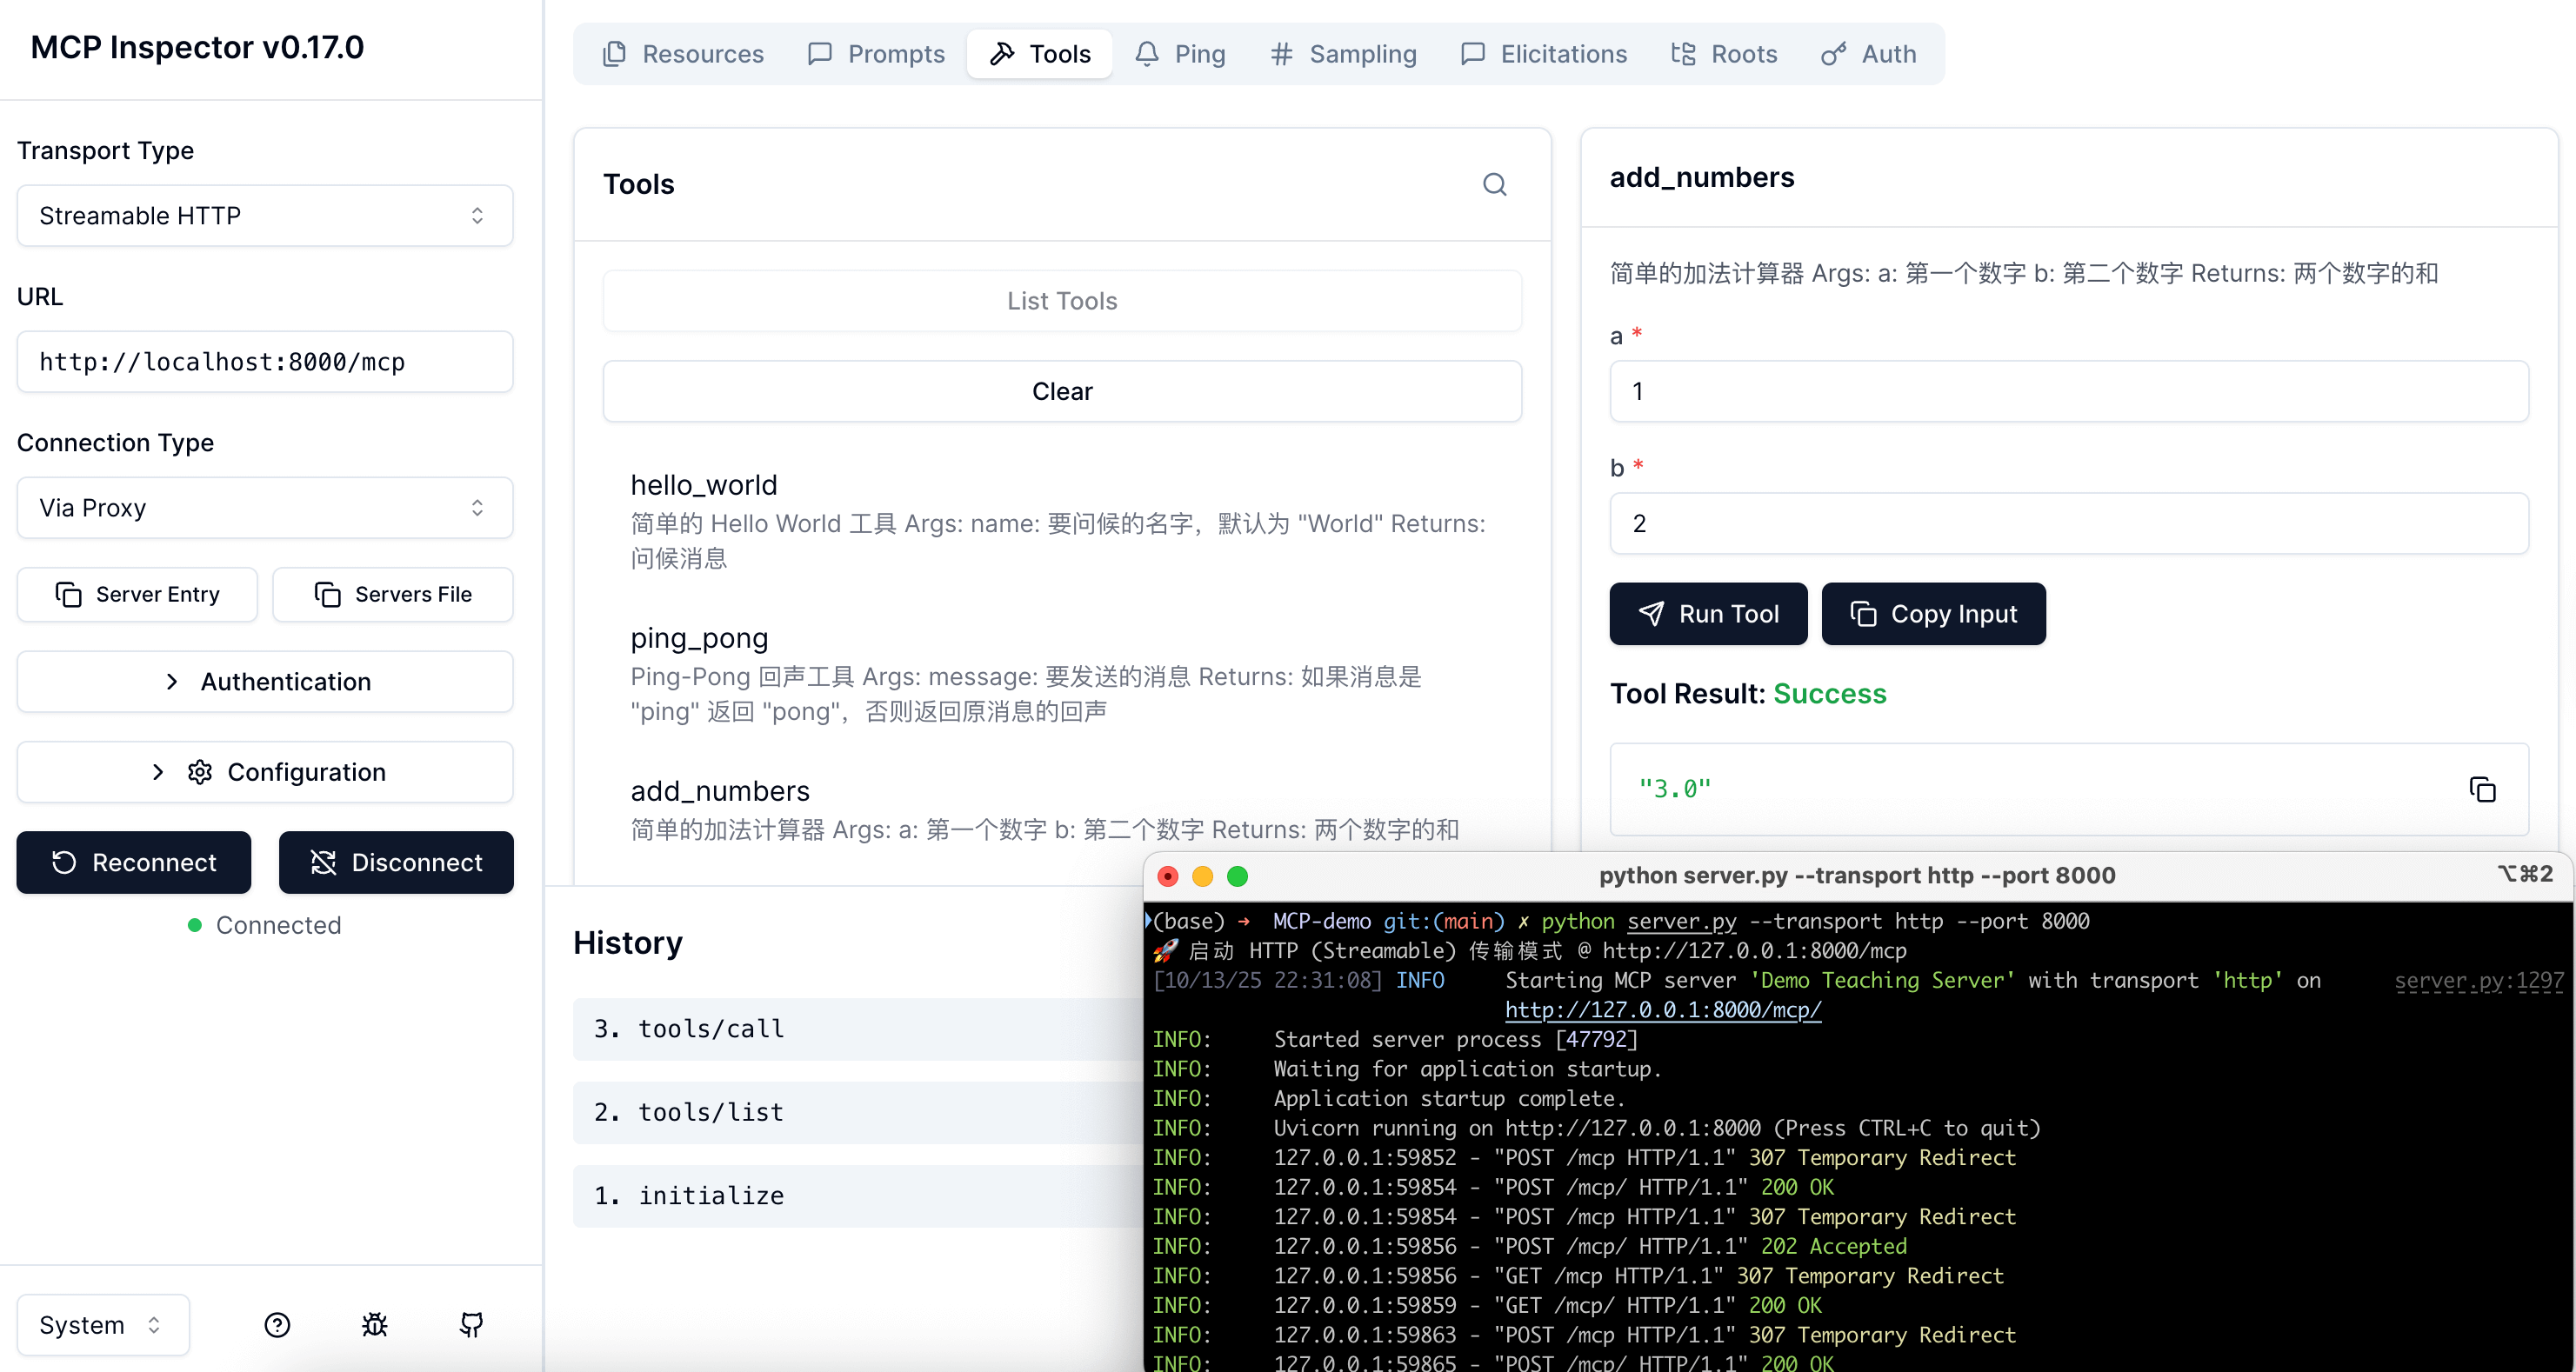 MCP Inspector v0.17.0
Transport Type
Streamable HTTP
URL
http://localhost:8000/mcp
Connection Type
Via Proxy
Server Entry
Servers File
Authentication
Configuration
Reconnect
Disconnect
Connected
System
Resources
Prompts
Tools
Ping
Sampling
Elicitations
Roots
Auth
Tools
List Tools
Clear
hello_world
简单的 Hello World 工具 Args: name: 要问候的名字，默认为 "World" Returns:
问候消息
ping_pong
Ping-Pong 回声工具 Args: message: 要发送的消息 Returns: 如果消息是
"ping" 返回 "pong"，否则返回原消息的回声
add_numbers
简单的加法计算器 Args: a: 第一个数字 b: 第二个数字 Returns: 两个数字的和
add_numbers
简单的加法计算器 Args: a: 第一个数字 b: 第二个数字 Returns: 两个数字的和
a *
1
b *
2
Run Tool
Copy Input
Tool Result: Success
"3.0"
History
3. tools/call
2. tools/list
1. initialize
python server.py --transport http --port 8000
⌥⌘2
(base) ➜ MCP-demo git:(main) ✗ python server.py --transport http --port 8000
🚀 启动 HTTP (Streamable) 传输模式 @ http://127.0.0.1:8000/mcp
[10/13/25 22:31:08] INFO Starting MCP server 'Demo Teaching Server' with transport 'http' on server.py:1297
http://127.0.0.1:8000/mcp/
INFO: Started server process [47792]
INFO: Waiting for application startup.
INFO: Application startup complete.
INFO: Uvicorn running on http://127.0.0.1:8000 (Press CTRL+C to quit)
INFO: 127.0.0.1:59852 - "POST /mcp HTTP/1.1" 307 Temporary Redirect
INFO: 127.0.0.1:59854 - "POST /mcp/ HTTP/1.1" 200 OK
INFO: 127.0.0.1:59854 - "POST /mcp HTTP/1.1" 307 Temporary Redirect
INFO: 127.0.0.1:59856 - "POST /mcp/ HTTP/1.1" 202 Accepted
INFO: 127.0.0.1:59856 - "GET /mcp HTTP/1.1" 307 Temporary Redirect
INFO: 127.0.0.1:59859 - "GET /mcp/ HTTP/1.1" 200 OK
INFO: 127.0.0.1:59863 - "POST /mcp HTTP/1.1" 307 Temporary Redirect
INFO: 127.0.0.1:59865 - "POST /mcp/ HTTP/1.1" 200 OK